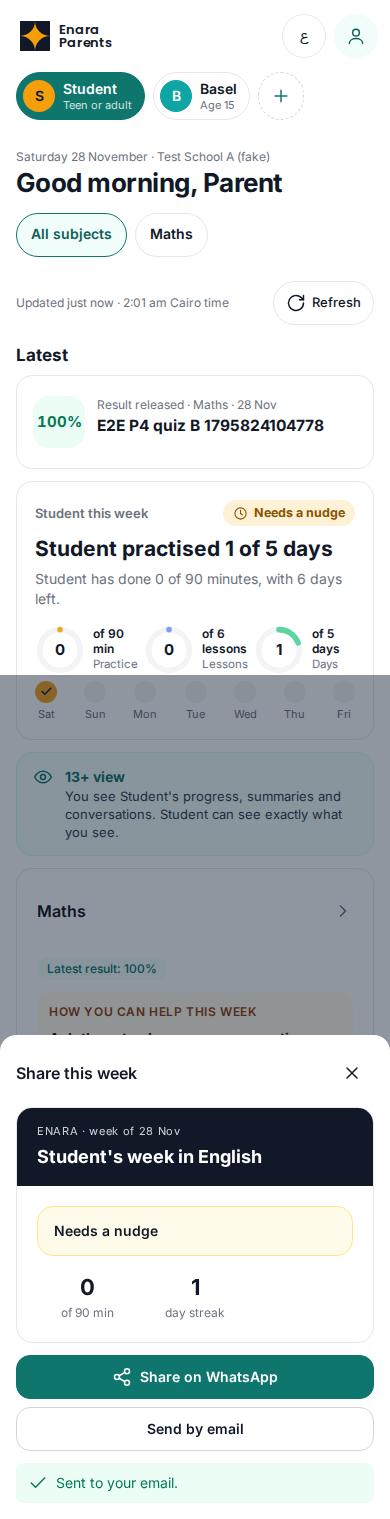 Enara
Parents
ع
S
Student
Teen or adult
B
Basel
Age 15
Saturday 28 November · Test School A (fake)
Good morning, Parent
All subjects
Maths
Updated just now · 2:01 am Cairo time
Refresh
Latest
100%
Result released · Maths · 28 Nov
E2E P4 quiz B 1795824104778
Student this week
Needs a nudge
Student practised 1 of 5 days
Student has done 0 of 90 minutes, with 6 days
left.
0
of 90
min
Practice
0
of 6
lessons
Lessons
1
of 5
days
Days
Sat
Sun
Mon
Tue
Wed
Thu
Fri
13+ view
You see Student's progress, summaries and
conversations. Student can see exactly what
you see.
Maths
Latest result: 100%
HOW YOU CAN HELP THIS WEEK
Share this week
ENARA · week of 28 Nov
Student's week in English
Needs a nudge
0
of 90 min
1
day streak
Share on WhatsApp
Send by email
Sent to your email.